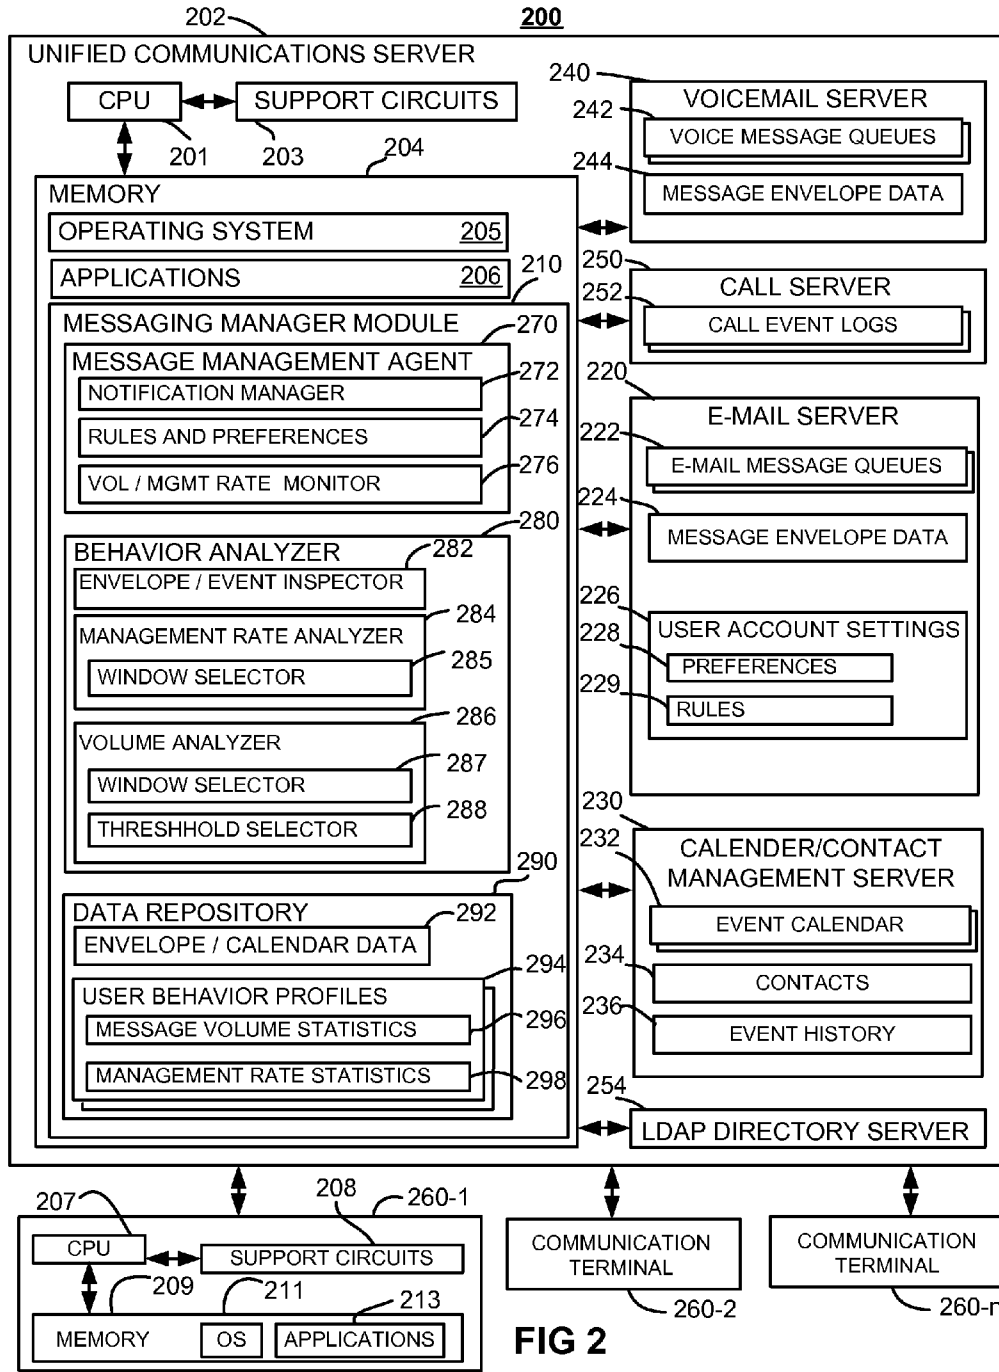 202
200
UNIFIED COMMUNICATIONS SERVER
CPU
SUPPORT CIRCUITS
201
203
204
MEMORY
OPERATING SYSTEM 205
APPLICATIONS 206
210
MESSAGING MANAGER MODULE
270
MESSAGE MANAGEMENT AGENT
272
NOTIFICATION MANAGER
RULES AND PREFERENCES
274
VOL / MGMT RATE MONITOR
276
280
BEHAVIOR ANALYZER
282
ENVELOPE / EVENT INSPECTOR
284
MANAGEMENT RATE ANALYZER
285
WINDOW SELECTOR
286
VOLUME ANALYZER
287
WINDOW SELECTOR
288
THRESHHOLD SELECTOR
290
DATA REPOSITORY
292
ENVELOPE / CALENDAR DATA
294
USER BEHAVIOR PROFILES
MESSAGE VOLUME STATISTICS
296
MANAGEMENT RATE STATISTICS
298
240
VOICEMAIL SERVER
242
VOICE MESSAGE QUEUES
244
MESSAGE ENVELOPE DATA
250
CALL SERVER
252
CALL EVENT LOGS
220
E-MAIL SERVER
222
E-MAIL MESSAGE QUEUES
224
MESSAGE ENVELOPE DATA
226
USER ACCOUNT SETTINGS
228
PREFERENCES
229
RULES
230
232
CALENDER/CONTACT
MANAGEMENT SERVER
EVENT CALENDAR
234
CONTACTS
236
EVENT HISTORY
254
LDAP DIRECTORY SERVER
207
208
260-1
CPU
SUPPORT CIRCUITS
209
211
213
MEMORY
OS
APPLICATIONS
COMMUNICATION
TERMINAL
260-2
COMMUNICATION
TERMINAL
260-n
FIG 2